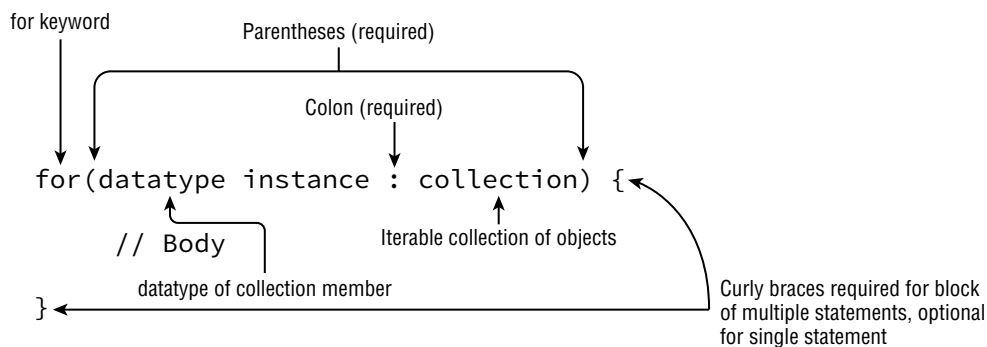 for keyword
Parentheses (required)
Colon (required)
for(datatype instance : collection) {
// Body
Iterable collection of objects
datatype of collection member
}
Curly braces required for block
of multiple statements, optional
for single statement